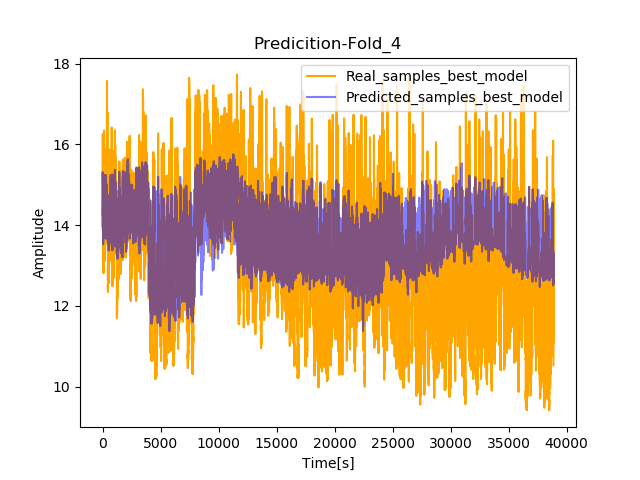 Predicition-Fold_4
Real_samples_best_model
Predicted_samples_best_model
18
16
14
12
10
Amplitude
0 5000 10000 15000 20000 25000 30000 35000 40000
Time[s]